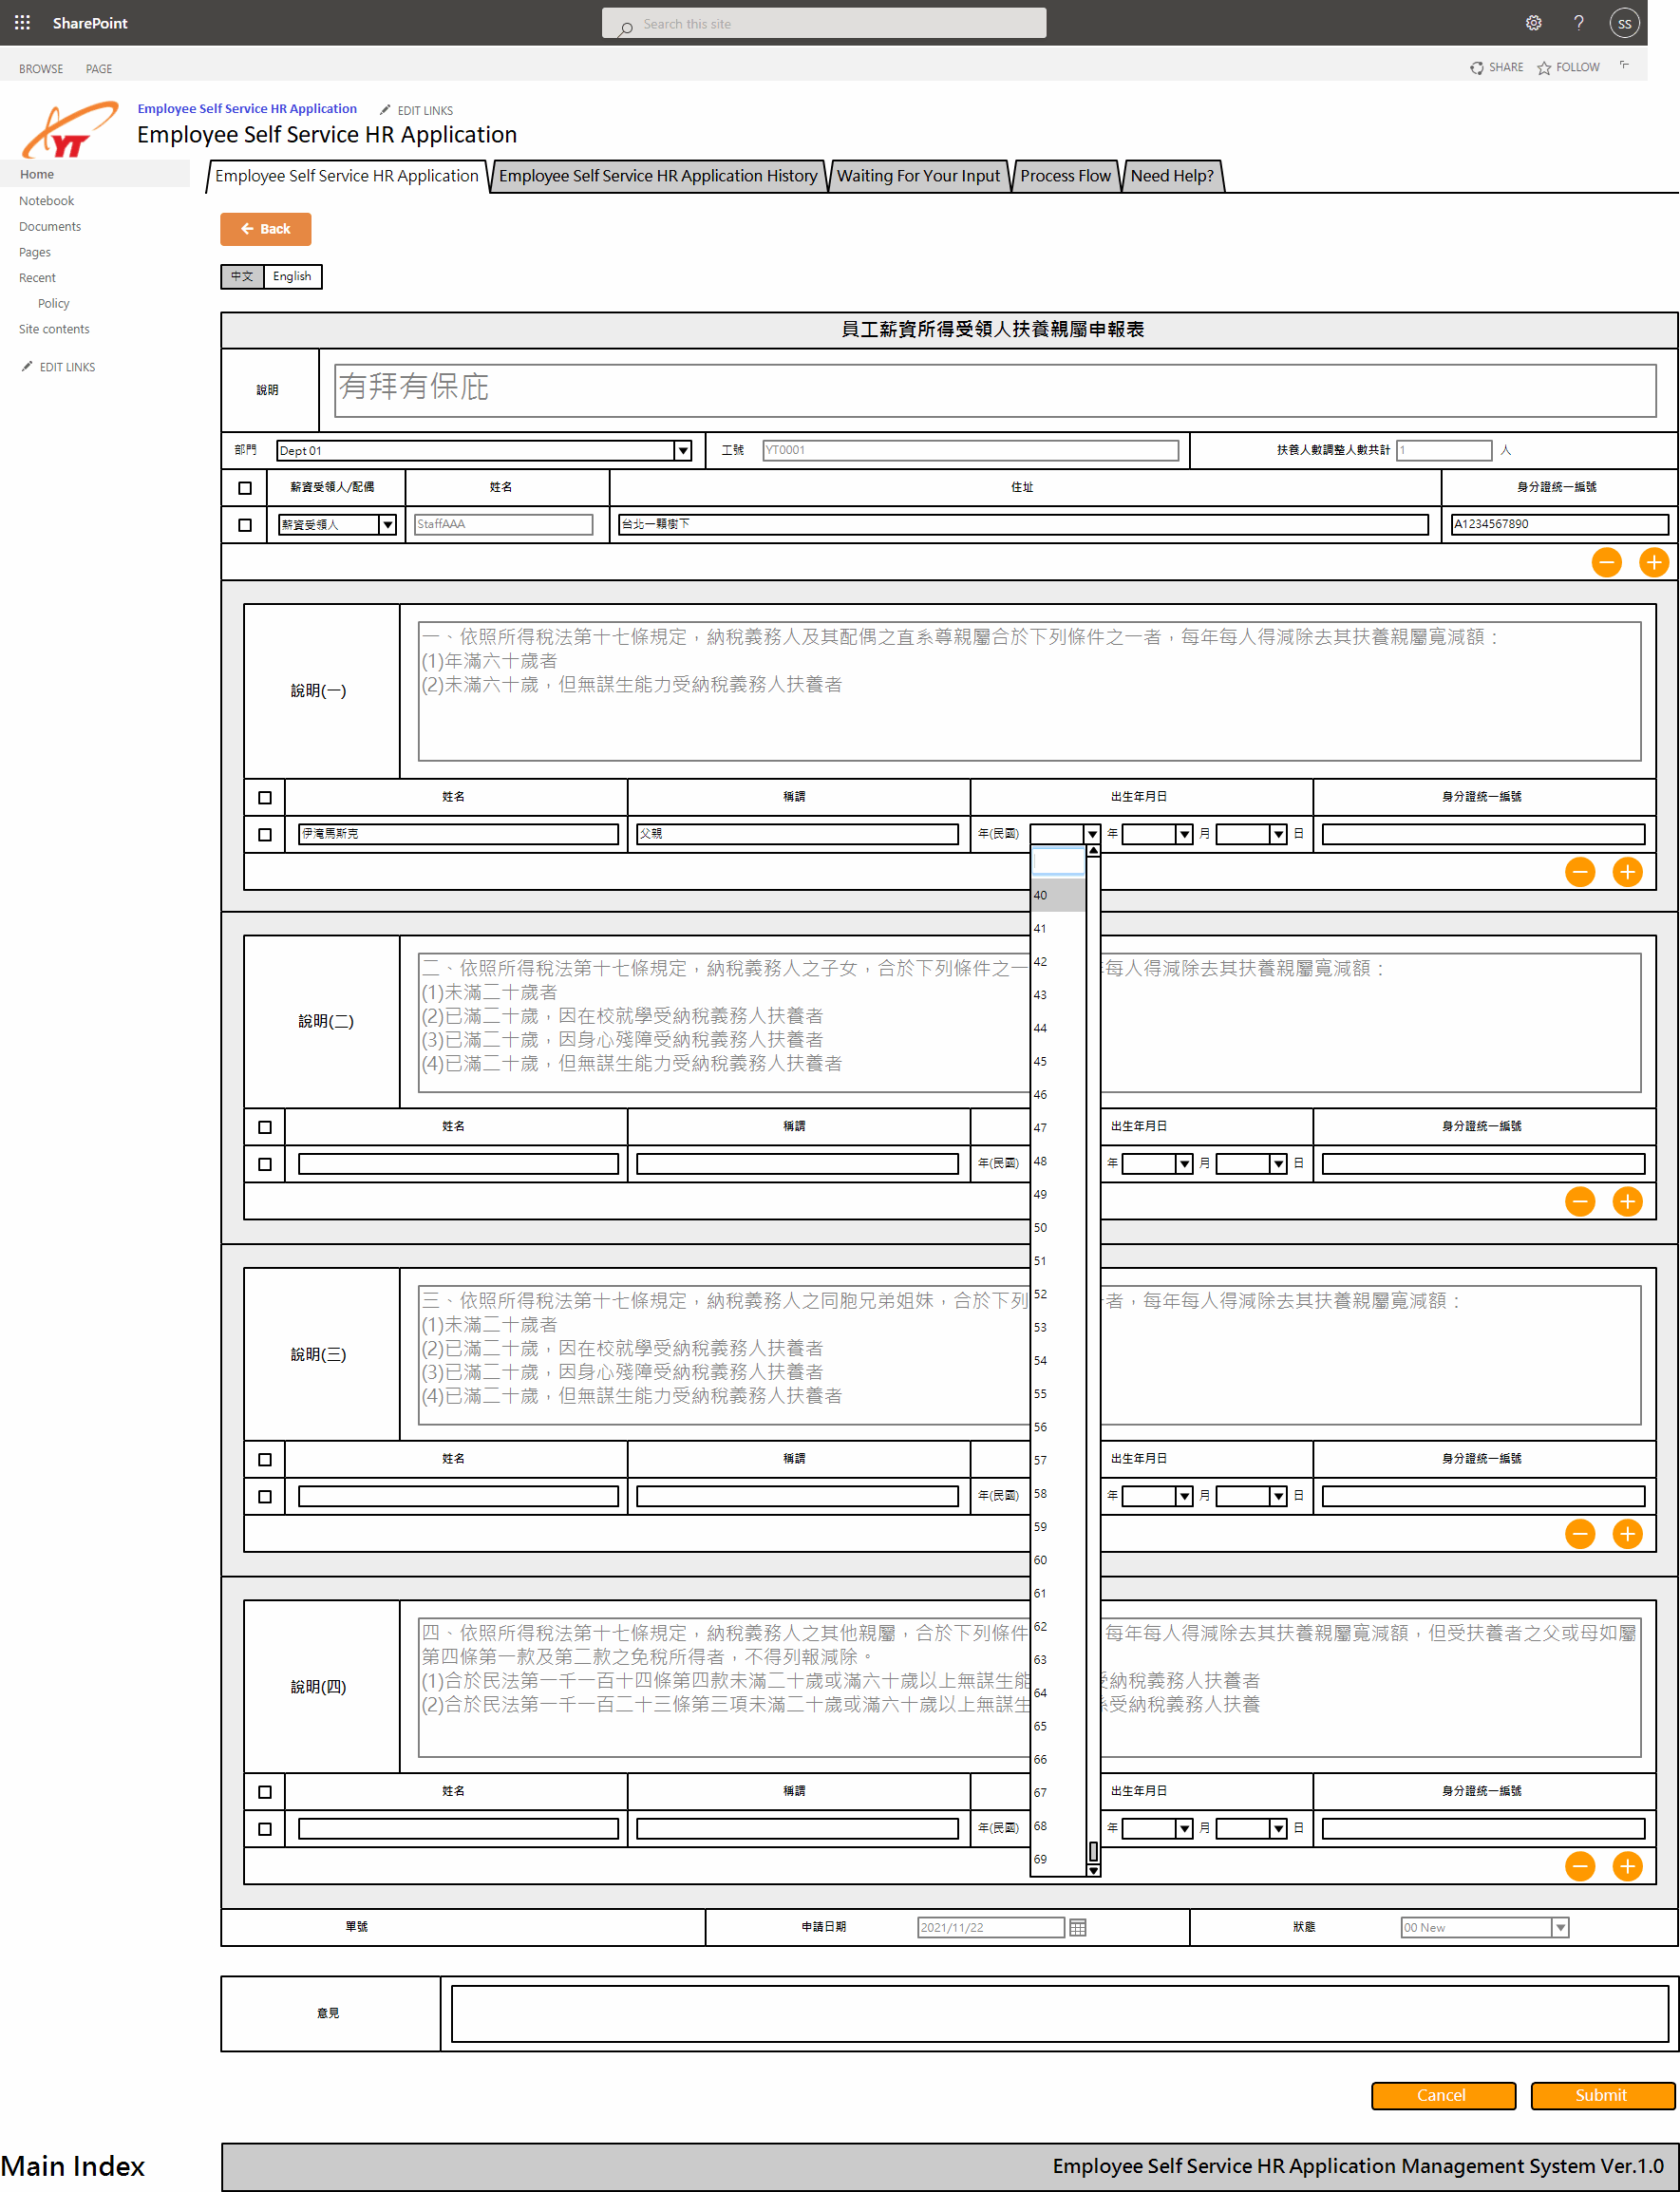 SharePoint
Search this site
?
SS
BROWSE
PAGE
SHARE
FOLLOW
YT
Employee Self Service HR Application
EDIT LINKS
Employee Self Service HR Application
Home
Notebook
Documents
Pages
Recent
Policy
Site contents
EDIT LINKS
Employee Self Service HR Application
Employee Self Service HR Application History
Waiting For Your Input
Process Flow
Need Help?
Back
中文
English
員工薪資所得受領人扶養親屬申報表
說明
有拜有保庇
部門
Dept 01
工號
YT0001
扶養人數調整人數共計
1
人
薪資受領人/配偶
姓名
住址
身分證統一編號
薪資受領人
StaffAAA
台北一顆樹下
A1234567890
說明(一)
一、依照所得稅法第十七條規定，納稅義務人及其配偶之直系尊親屬合於下列條件之一者，每年每人得減除去其扶養親屬寬減額：
(1)年滿六十歲者
(2)未滿六十歲，但無謀生能力受納稅義務人扶養者
姓名
稱謂
出生年月日
身分證統一編號
伊滝馬斯克
父親
年(民國)
年
月
日
40
41
42
43
44
45
46
47
48
49
50
51
52
53
54
55
56
57
58
59
60
61
62
63
64
65
66
67
68
69
說明(二)
二、依照所得稅法第十七條規定，納稅義務人之子女，合於下列條件之一
每人得減除去其扶養親屬寬減額：
(1)未滿二十歲者
(2)已滿二十歲，因在校就學受納稅義務人扶養者
(3)已滿二十歲，因身心殘障受納稅義務人扶養者
(4)已滿二十歲，但無謀生能力受納稅義務人扶養者
姓名
稱謂
出生年月日
身分證統一編號
年(民國)
年
月
日
說明(三)
三、依照所得稅法第十七條規定，納稅義務人之同胞兄弟姐妹，合於下列
者，每年每人得減除去其扶養親屬寬減額：
(1)未滿二十歲者
(2)已滿二十歲，因在校就學受納稅義務人扶養者
(3)已滿二十歲，因身心殘障受納稅義務人扶養者
(4)已滿二十歲，但無謀生能力受納稅義務人扶養者
姓名
稱謂
出生年月日
身分證統一編號
年(民國)
年
月
日
說明(四)
四、依照所得稅法第十七條規定，納稅義務人之其他親屬，合於下列條件
每年每人得減除去其扶養親屬寬減額，但受扶養者之父或母如屬
第四條第一款及第二款之免稅所得者，不得列報減除。
(1)合於民法第一千一百十四條第四款未滿二十歲或滿六十歲以上無謀生能
受納稅義務人扶養者
(2)合於民法第一千一百二十三條第三項未滿二十歲或滿六十歲以上無謀生
係受納稅義務人扶養
姓名
稱謂
出生年月日
身分證統一編號
年(民國)
年
月
日
單號
申請日期
2021/11/22
狀態
00 New
意見
Cancel
Submit
Main Index
Employee Self Service HR Application Management System Ver.1.0